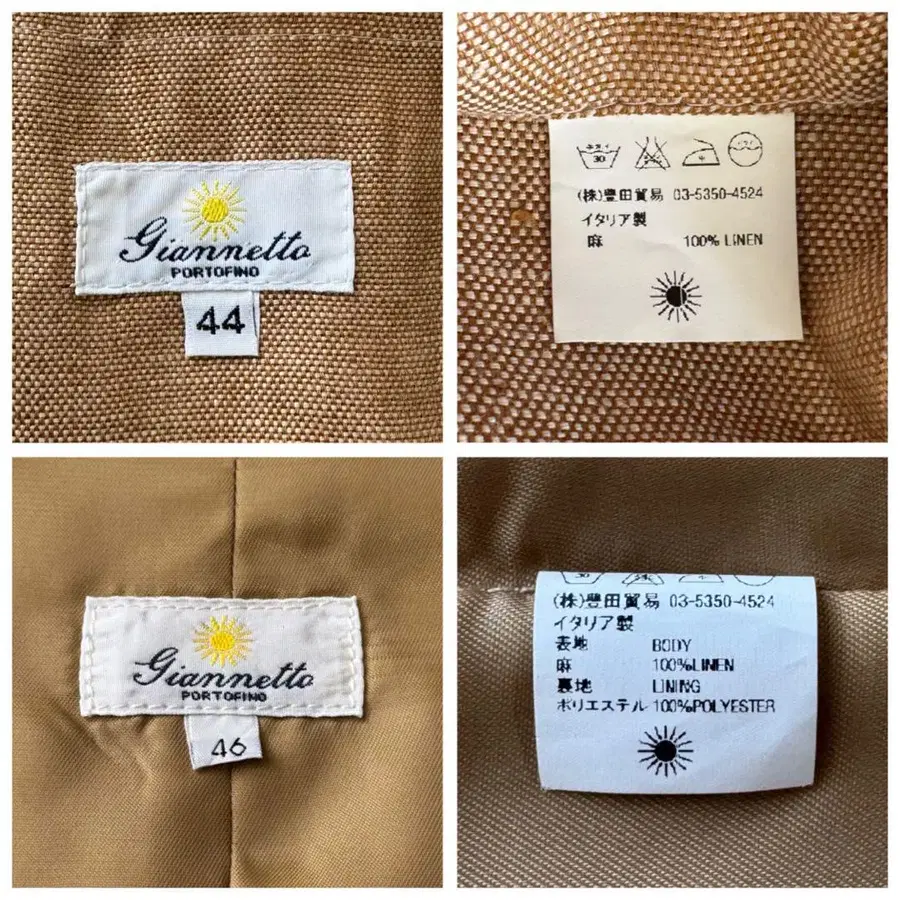 Giannetto
PORTOFINO
44
30
(株)豊田貿易 03-5350-4524
イタリア製
麻 100% LINEN
Giannetto
PORTOFINO
46
30
(株)豊田貿易 03-5350-4524
イタリア製
表地 BODY
麻 100%LINEN
裏地 LINING
ポリエステル 100%POLYESTER